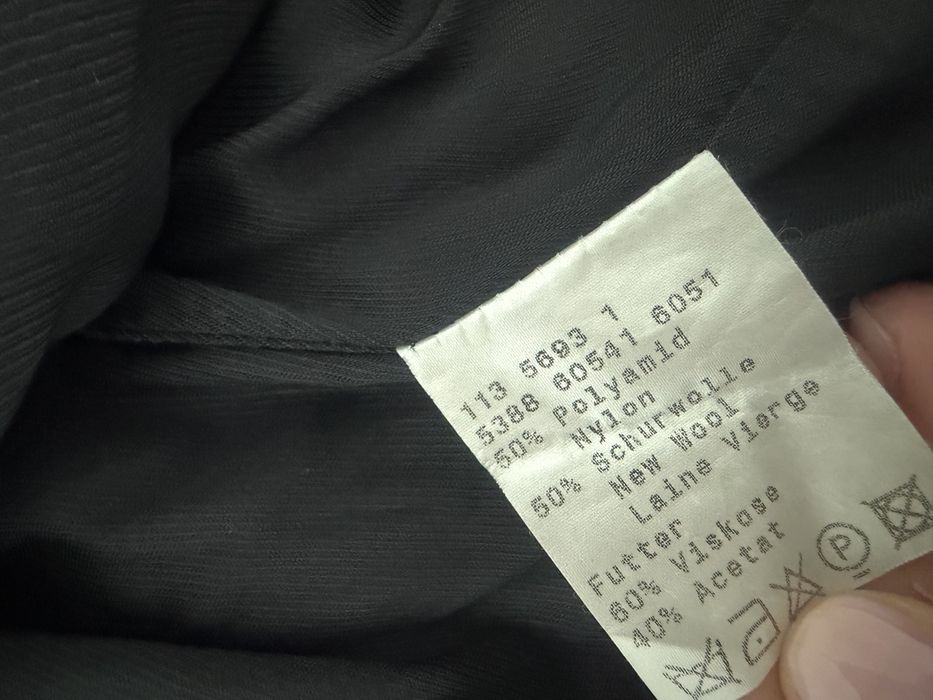 113 5693 1
5388 60541 6051
50% Polyamid
Nylon
50% Schurwolle
New Wool
Laine Vierge
Futter
60% Viskose
40% Acetat
P